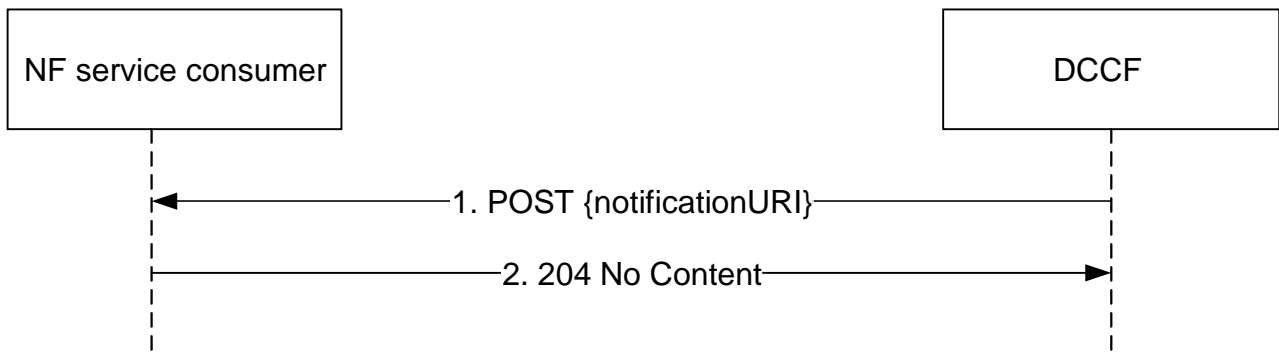 NF service consumer
DCCF
1. POST {notificationURI}
2. 204 No Content